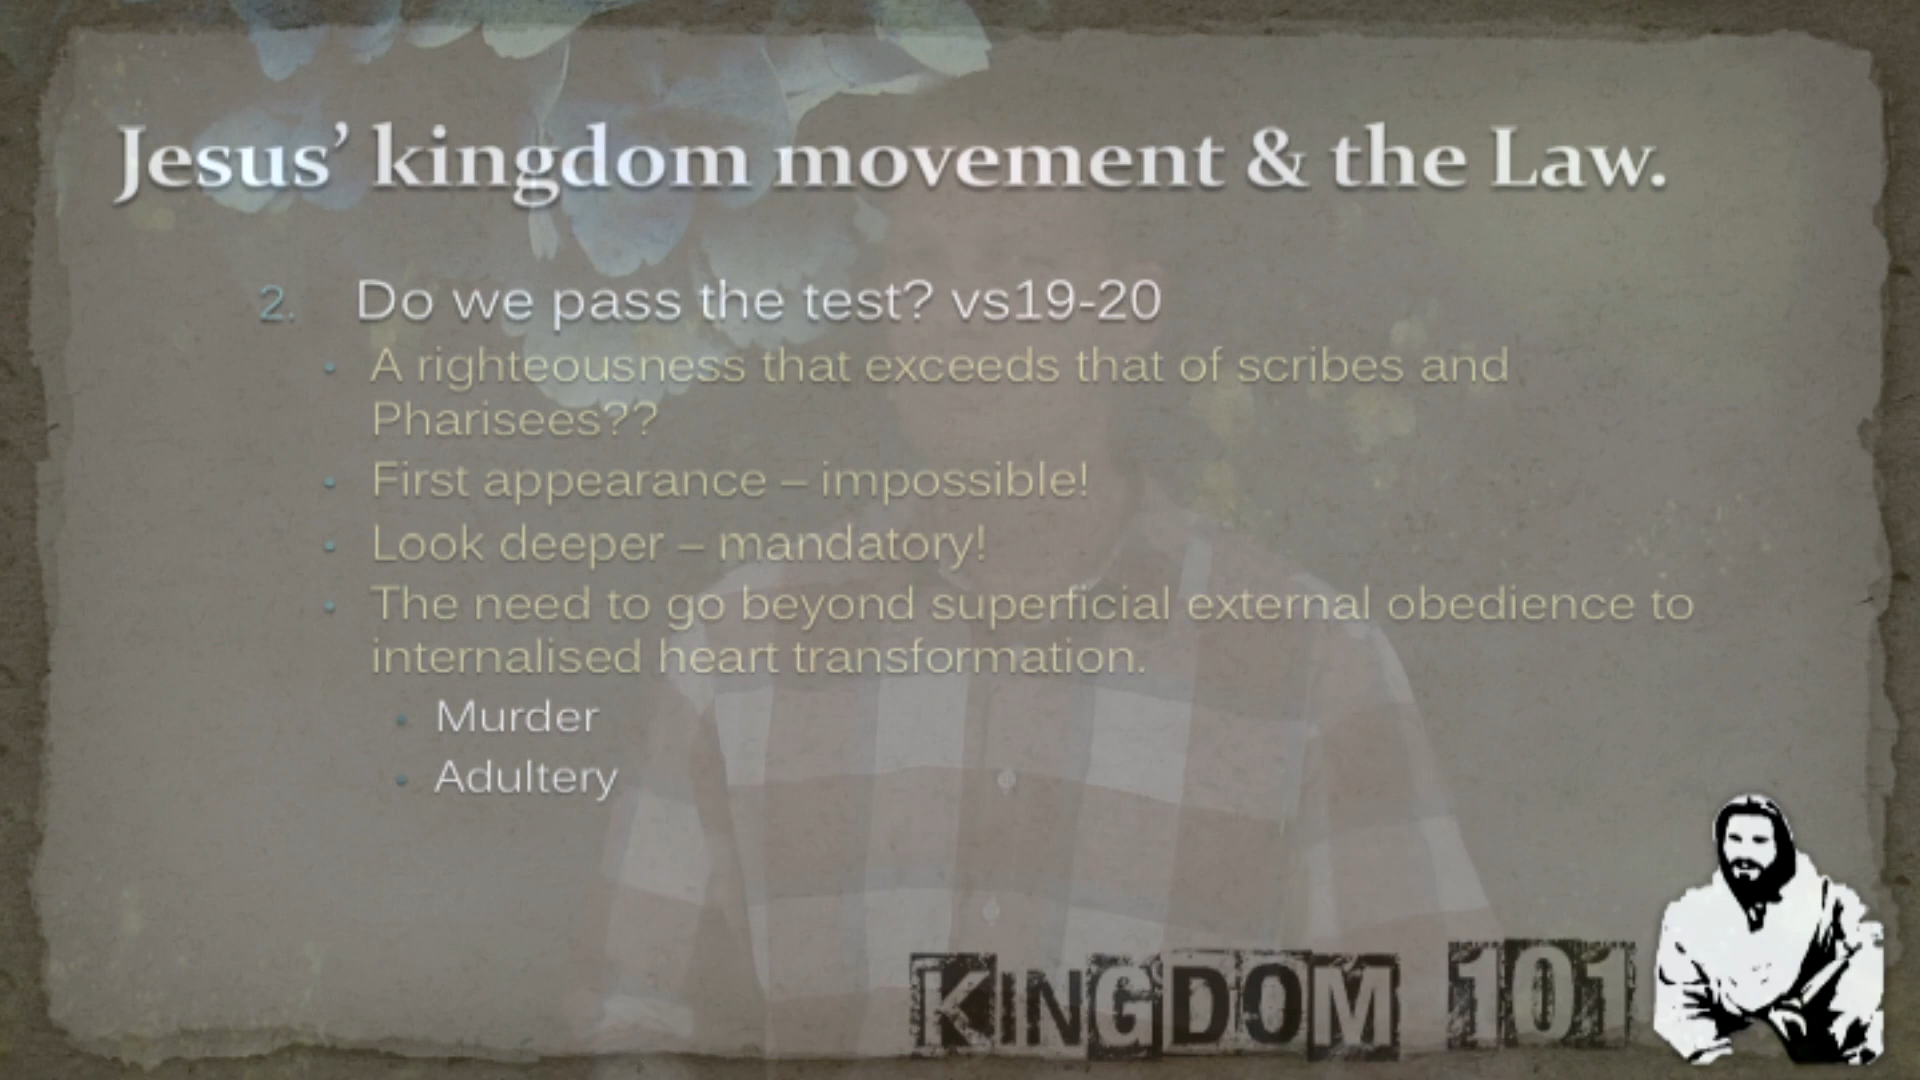 Jesus’ kingdom movement & the Law.
2. Do we pass the test? vs19-20
• A righteousness that exceeds that of scribes and
Pharisees??
• First appearance – impossible!
• Look deeper – mandatory!
• The need to go beyond superficial external obedience to
internalised heart transformation.
• Murder
• Adultery
KINGDOM 101